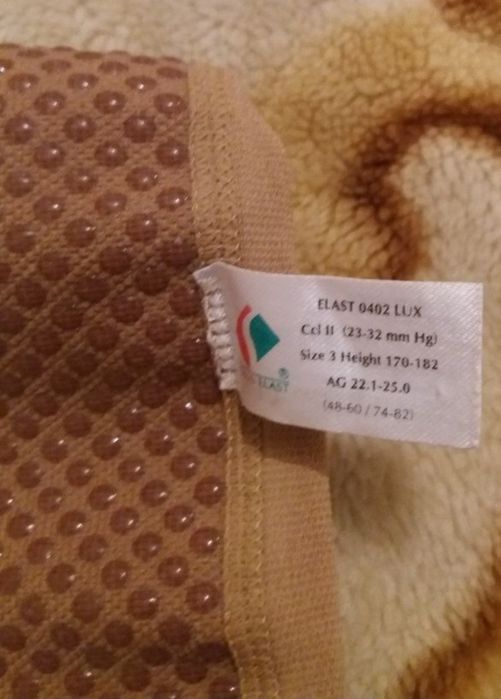 ELAST 0402 LUX
Ccl II (23-32 mm Hg)
Size 3 Height 170-182
AG 22.1-25.0
(48-60 / 74-82)
ELAST ®